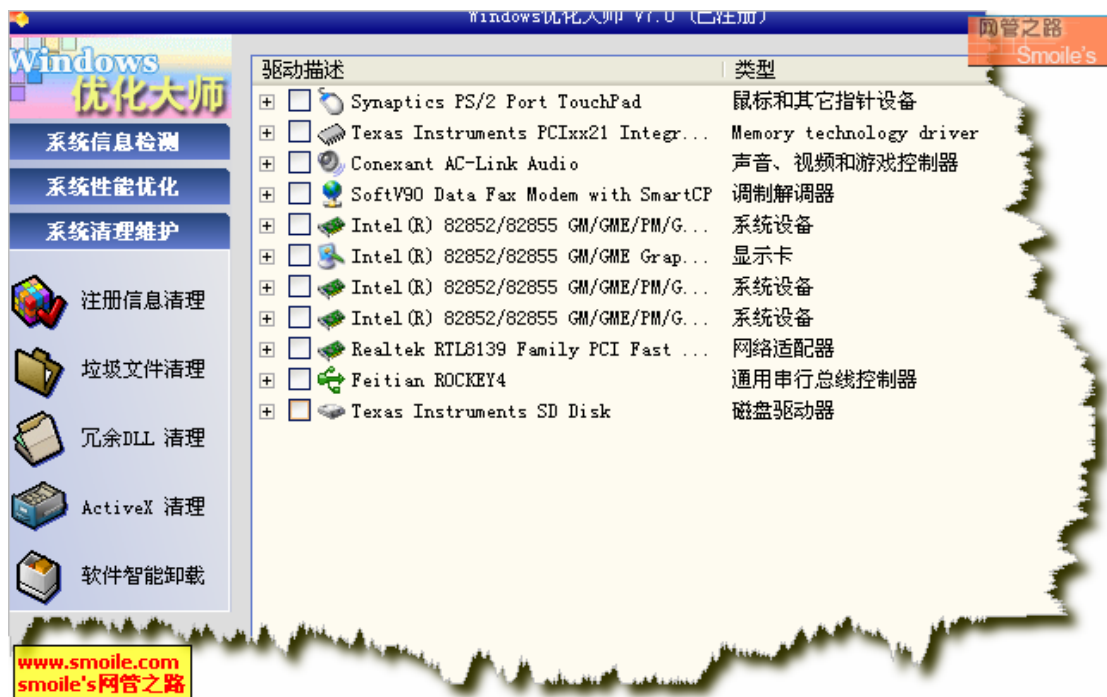 Windows优化大师 V7.0 (已注册)
网管之路
Smoile's
Windows
优化大师
系统信息检测
系统性能优化
系统清理维护
注册信息清理
垃圾文件清理
冗余DLL 清理
ActiveX 清理
软件智能卸载
驱动描述 类型
Synaptics PS/2 Port TouchPad 鼠标和其它指针设备
Texas Instruments PCIxx21 Integr... Memory technology driver
Conexant AC-Link Audio 声音、视频和游戏控制器
SoftV90 Data Fax Modem with SmartCP 调制解调器
Intel(R) 82852/82855 GM/GME/PM/G... 系统设备
Intel(R) 82852/82855 GM/GME Grap... 显示卡
Intel(R) 82852/82855 GM/GME/PM/G... 系统设备
Intel(R) 82852/82855 GM/GME/PM/G... 系统设备
Realtek RTL8139 Family PCI Fast ... 网络适配器
Feitian ROCKEY4 通用串行总线控制器
Texas Instruments SD Disk 磁盘驱动器
www.smoile.com
smoile's网管之路